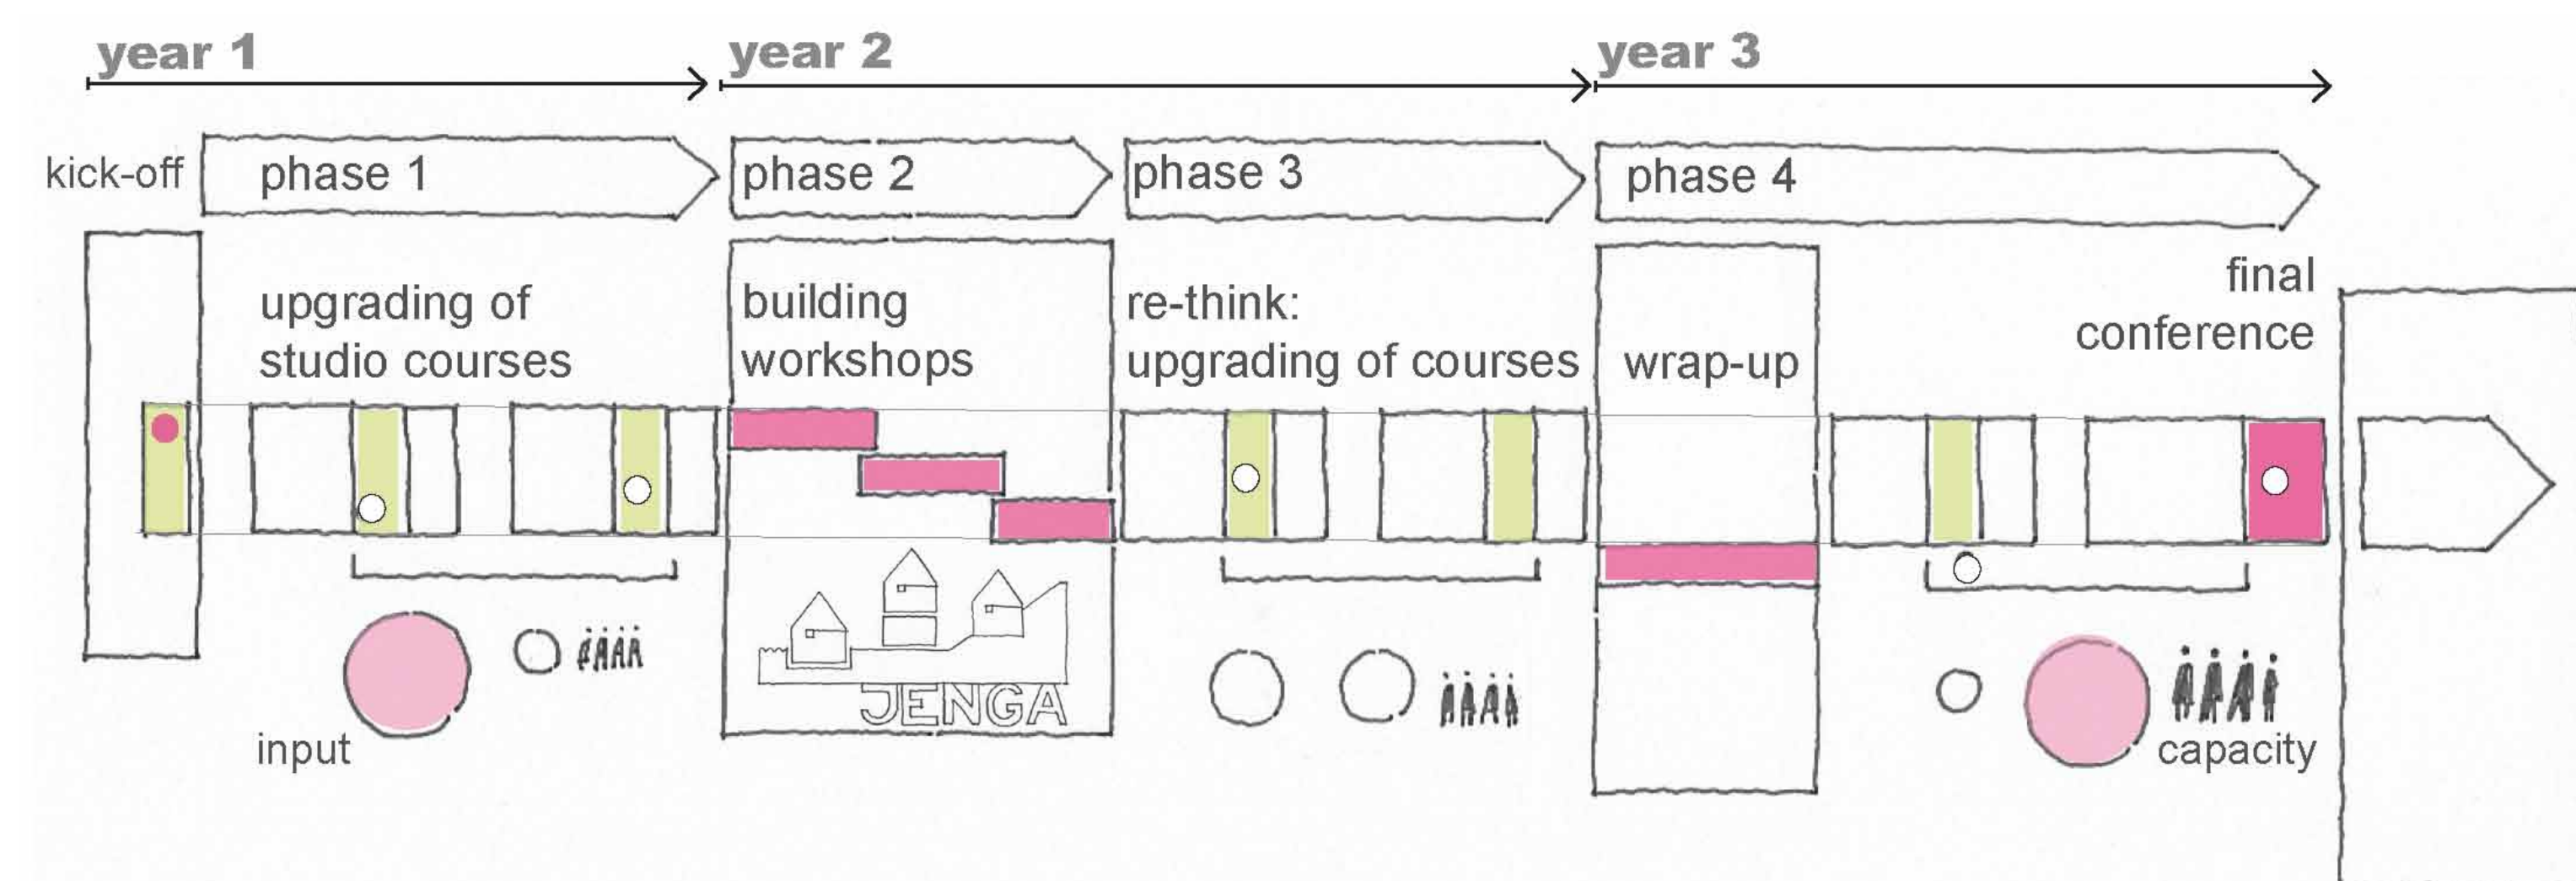 year 1
year 2
year 3
kick-off
phase 1
phase 2
phase 3
phase 4
upgrading of
studio courses
building
workshops
re-think:
upgrading of courses
wrap-up
final
conference
JENGA
input
capacity